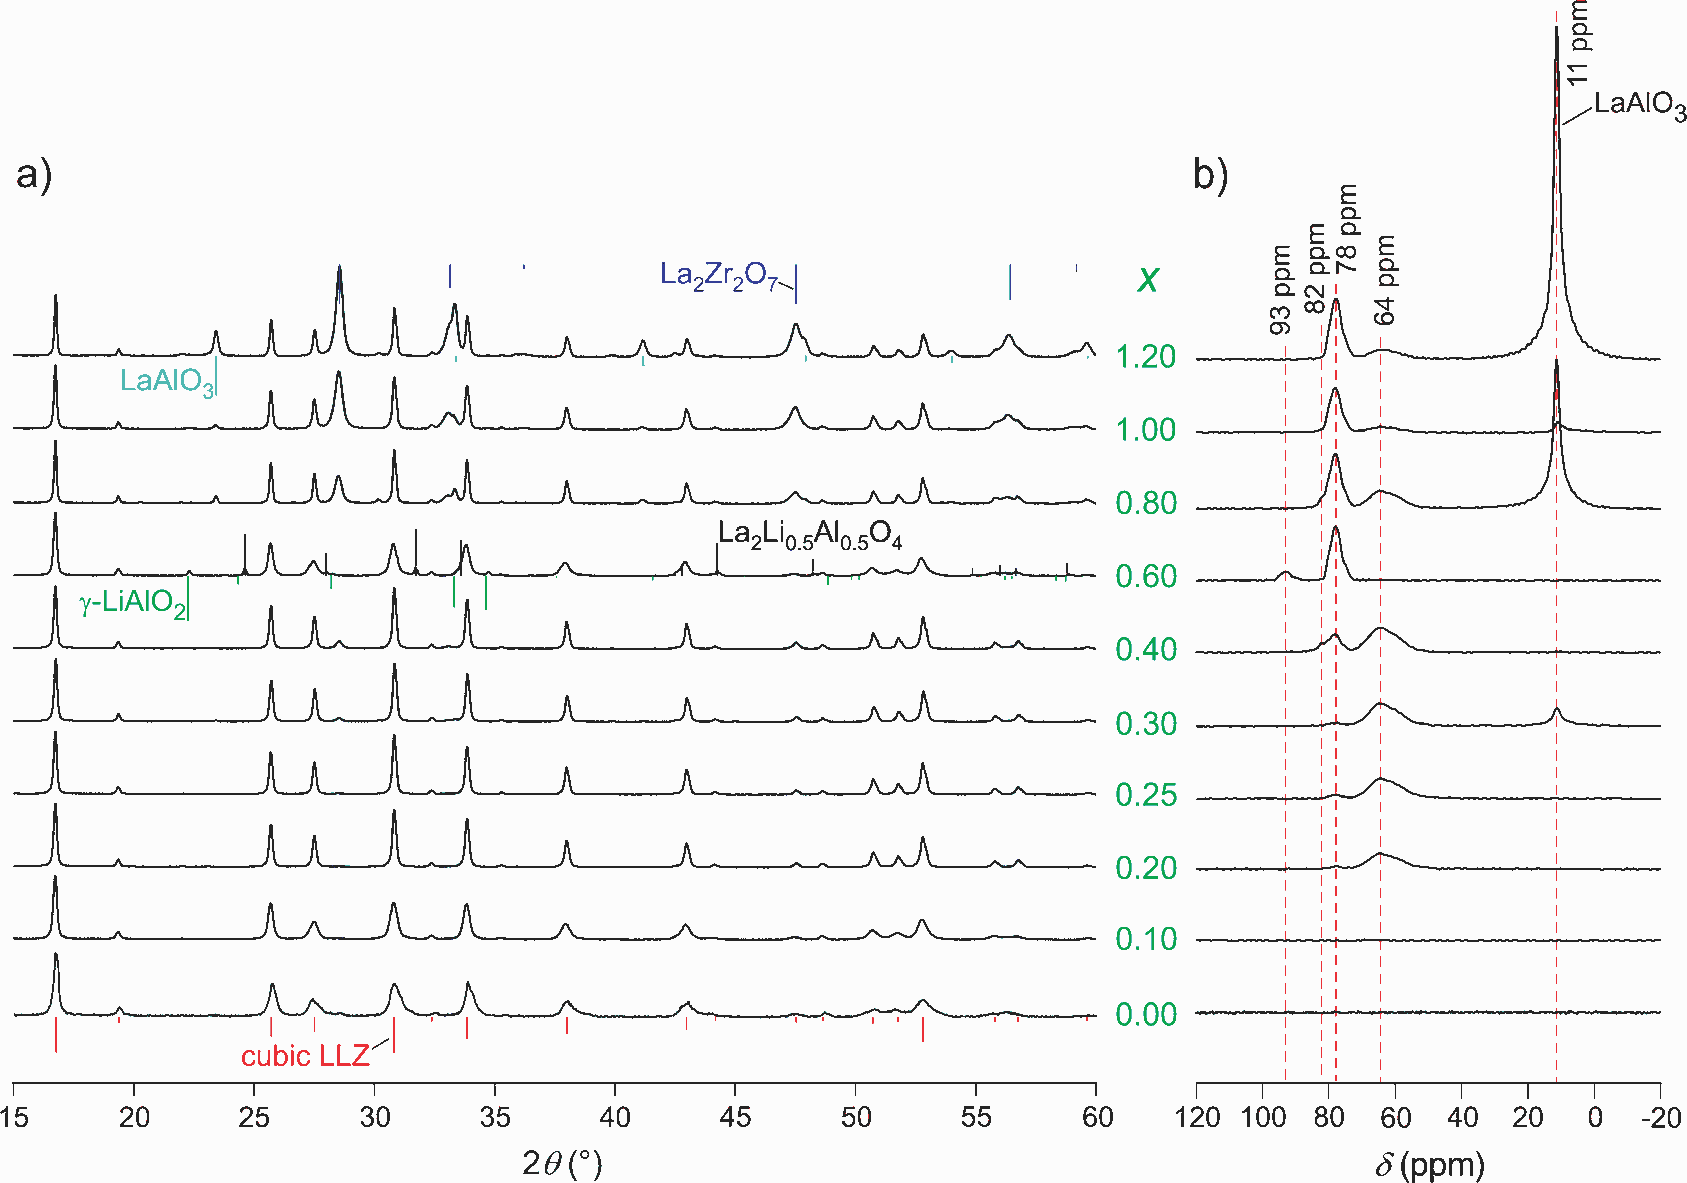 a)
b)
11 ppm
LaAlO3
93 ppm
82 ppm
78 ppm
64 ppm
La2Zr2O7
x
1.20
LaAlO3
1.00
0.80
La2Li0.5Al0.5O4
0.60
γ-LiAlO2
0.40
0.30
0.25
0.20
0.10
0.00
cubic LLZ
15 20 25 30 35 40 45 50 55 60
2θ (°)
120 100 80 60 40 20 0 -20
δ (ppm)